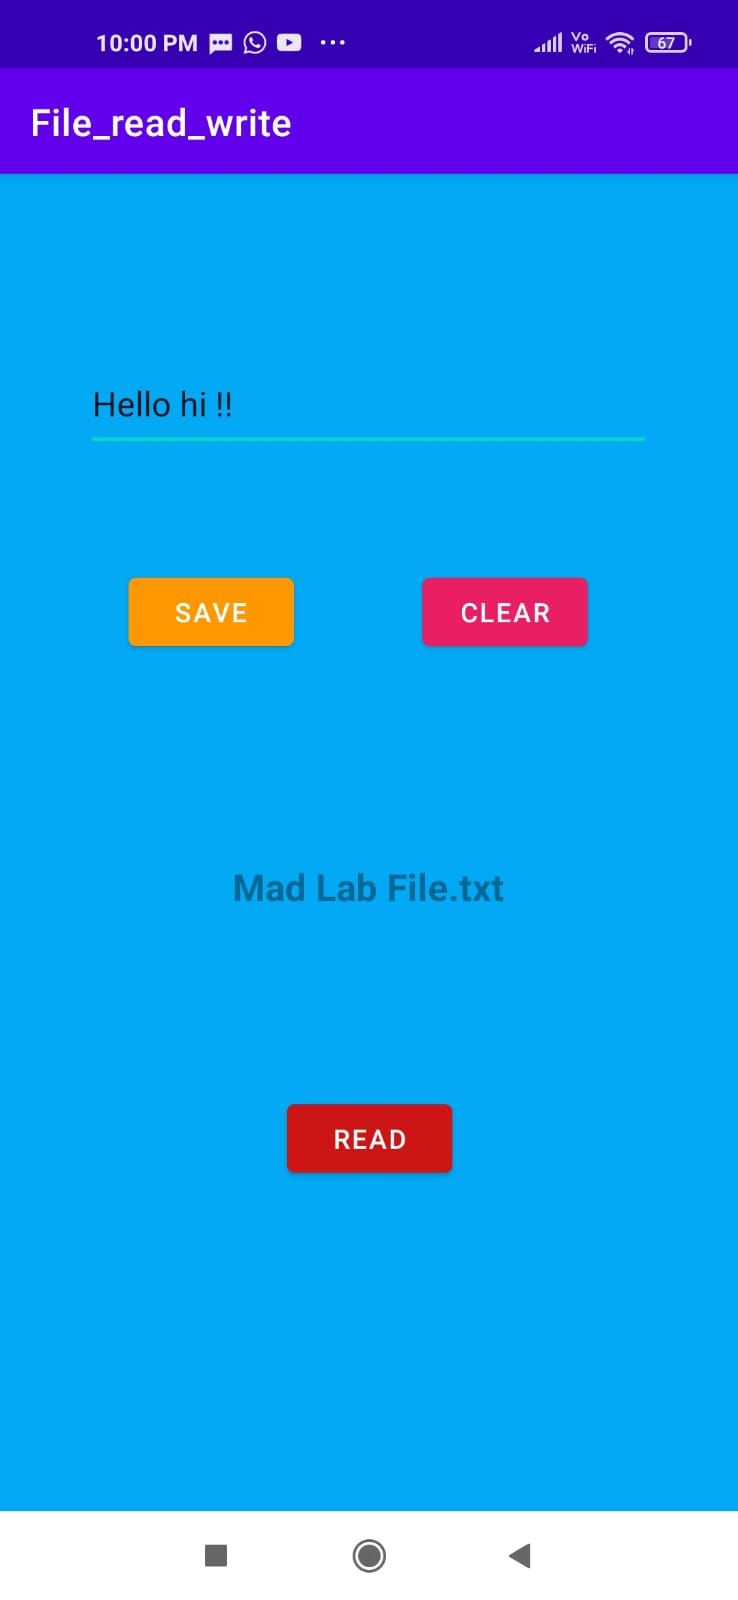 10:00 PM
Vo WiFi
67
File_read_write
Hello hi !!
SAVE
CLEAR
Mad Lab File.txt
READ